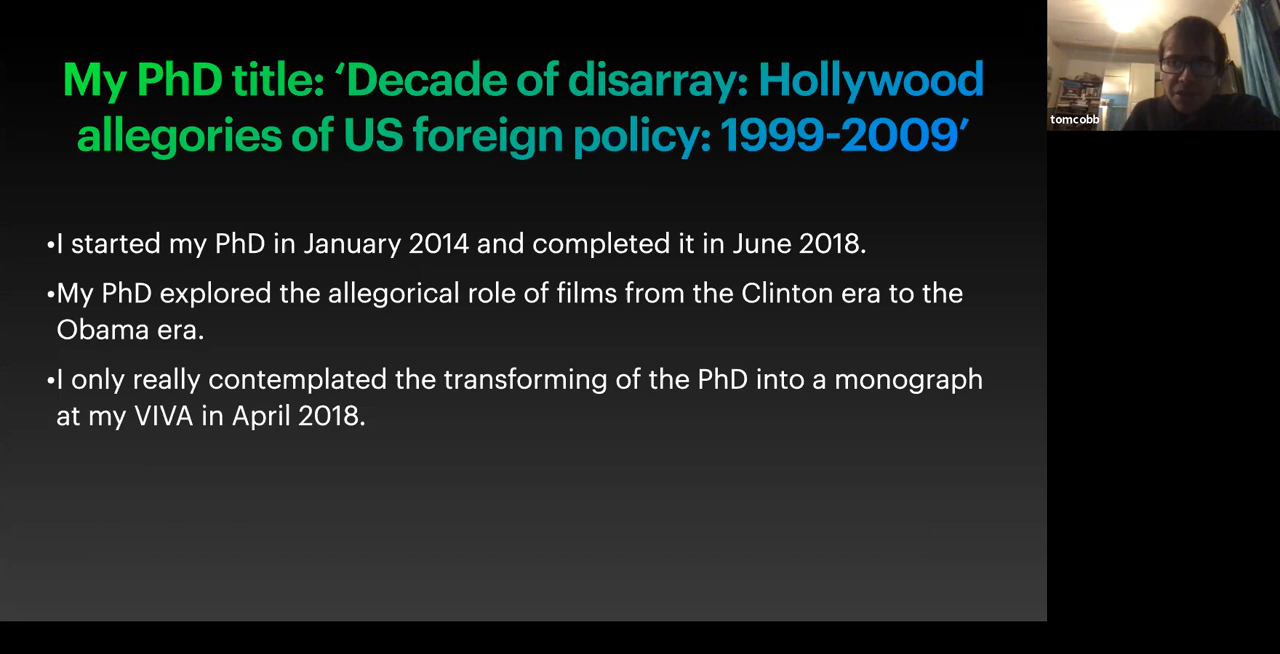 My PhD title: ‘Decade of disarray: Hollywood
allegories of US foreign policy: 1999-2009’
•I started my PhD in January 2014 and completed it in June 2018.
•My PhD explored the allegorical role of films from the Clinton era to the
Obama era.
•I only really contemplated the transforming of the PhD into a monograph
at my VIVA in April 2018.
tomcobb